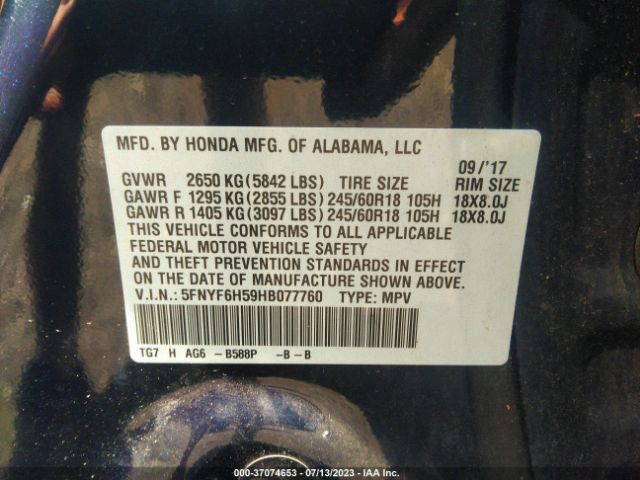 MFD. BY HONDA MFG. OF ALABAMA, LLC
09/'17
GVWR 2650 KG (5842 LBS) TIRE SIZE RIM SIZE
GAWR F 1295 KG (2855 LBS) 245/60R18 105H 18X8.0J
GAWR R 1405 KG (3097 LBS) 245/60R18 105H 18X8.0J
THIS VEHICLE CONFORMS TO ALL APPLICABLE
FEDERAL MOTOR VEHICLE SAFETY
AND THEFT PREVENTION STANDARDS IN EFFECT
ON THE DATE OF MANUFACTURE SHOWN ABOVE.
V.I.N.: 5FNYF6H59HB077760 TYPE: MPV
TG7 H AG6 - B588P - B - B
000-37074653 - 07/13/2023 - IAA Inc.